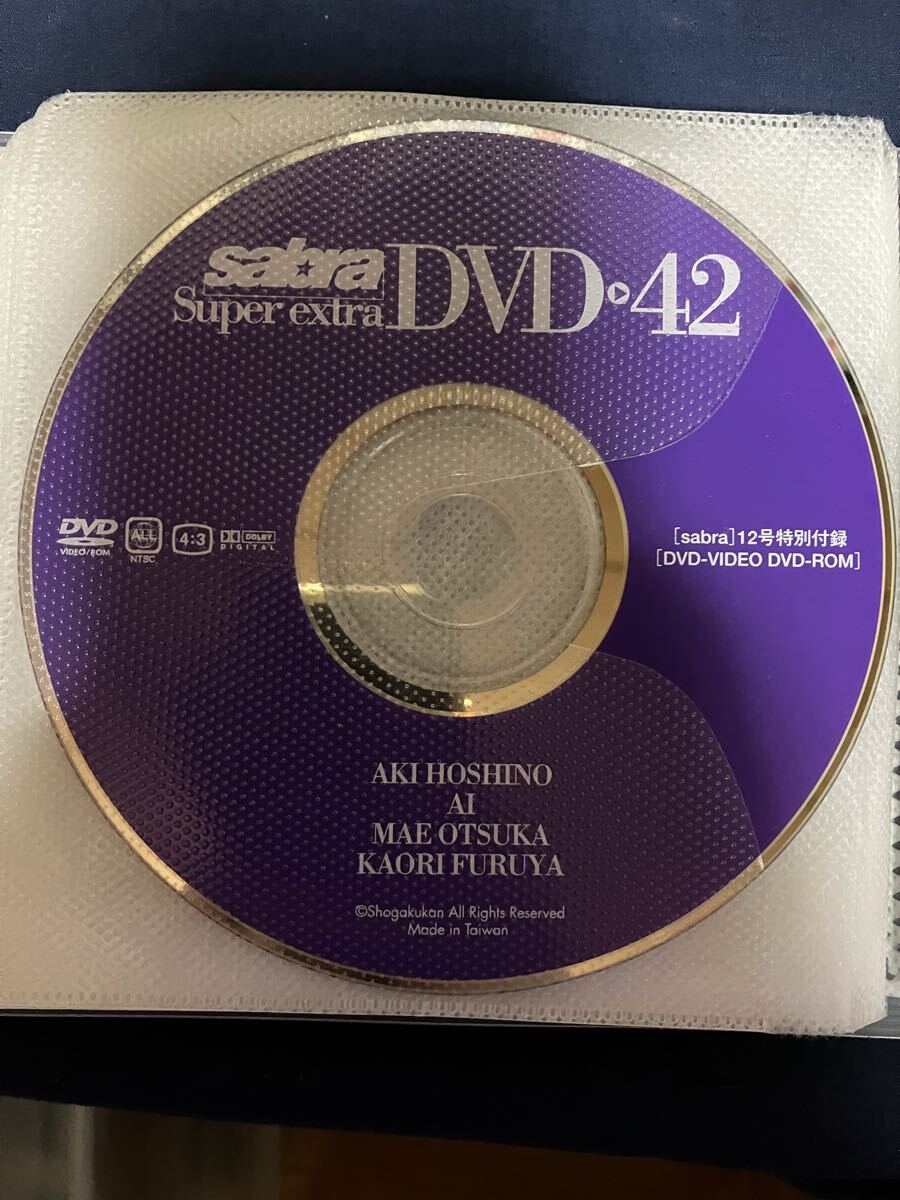 sabra
Super extra DVD 42
DVD
VIDEO/ROM
ALL
NTSC
4:3
DOLBY
DIGITAL
[sabra]12号特別付録
[DVD-VIDEO DVD-ROM]
AKI HOSHINO
AI
MAE OTSUKA
KAORI FURUYA
©Shogakukan All Rights Reserved
Made in Taiwan